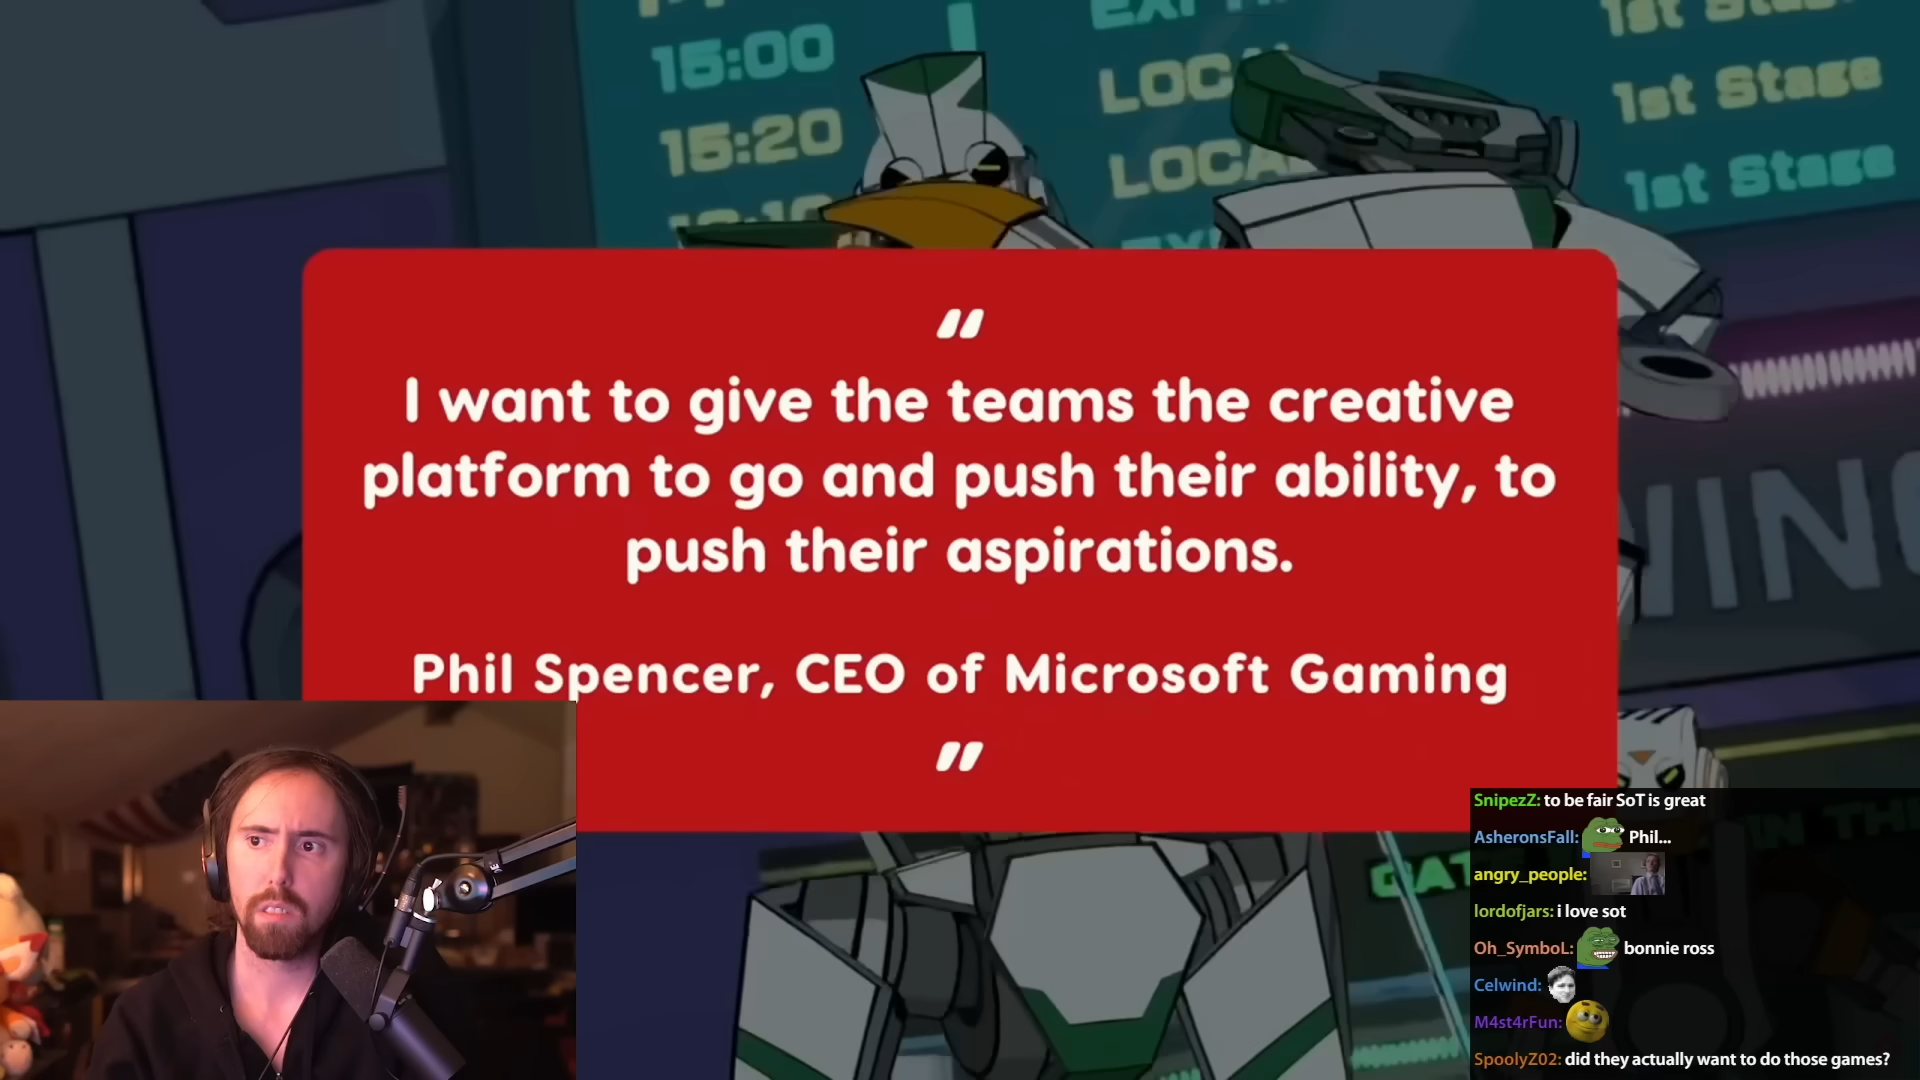 15:00
15:20
LOCA
LOCA
1st Stage
1st Stage
1st Stage
“
I want to give the teams the creative
platform to go and push their ability, to
push their aspirations.
Phil Spencer, CEO of Microsoft Gaming
”
SnipezZ: to be fair SoT is great
AsheronsFall: Phil...
angry_people:
lordofjars: i love sot
Oh_SymboL: bonnie ross
Celwind:
M4st4rFun:
SpoolyZ02: did they actually want to do those games?